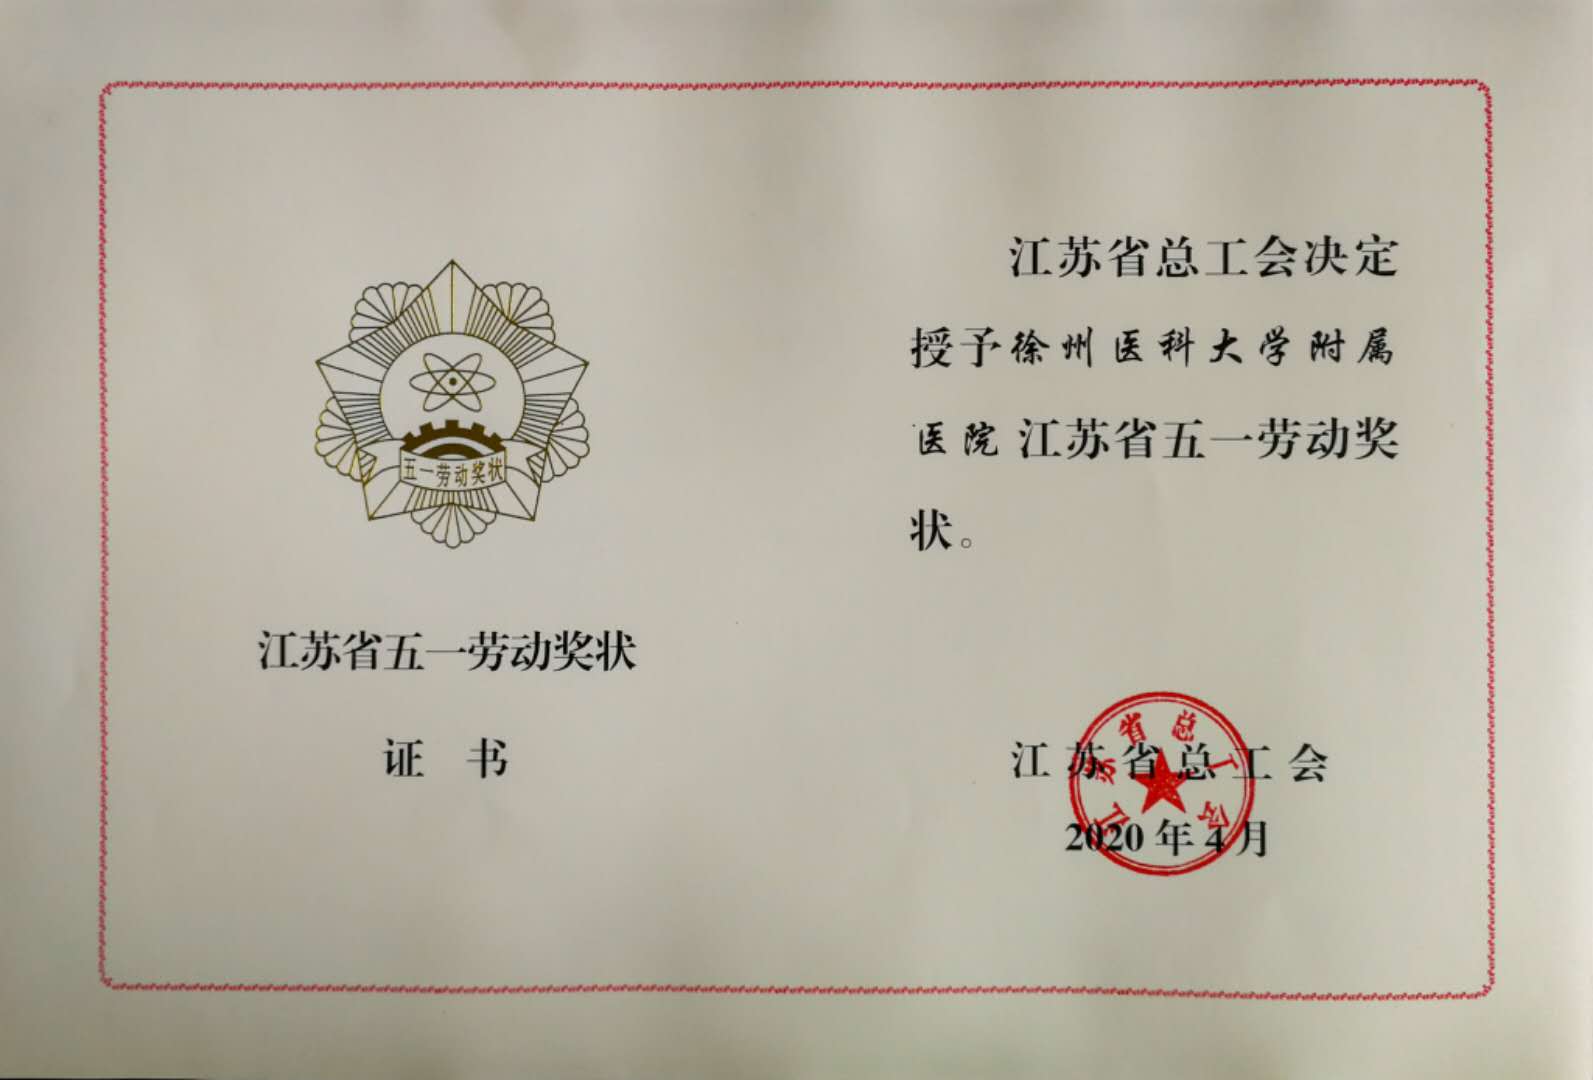 五一劳动奖状
江苏省五一劳动奖状
证 书
江苏省总工会决定
授予徐州医科大学附属
医院江苏省五一劳动奖
状。
江苏省总工会
江苏省总工会
2020年4月